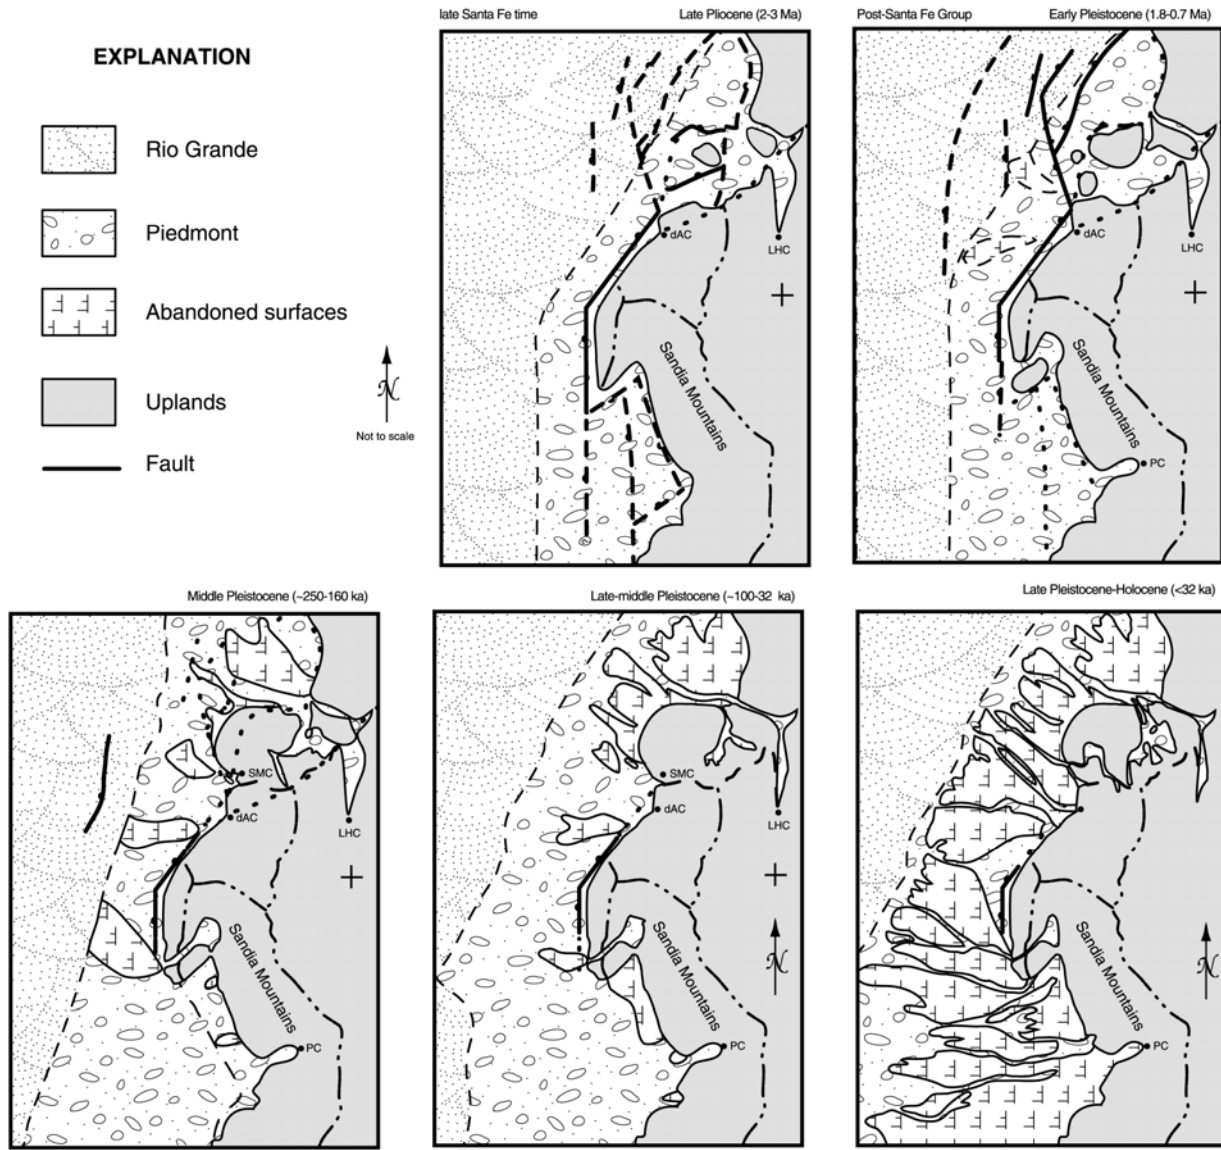 late Santa Fe time Late Pliocene (2-3 Ma)
Post-Santa Fe Group Early Pleistocene (1.8-0.7 Ma)
EXPLANATION
Rio Grande
Piedmont
Abandoned surfaces
Uplands
Fault
N
Not to scale
dAC
LHC
Sandia Mountains
dAC
LHC
Sandia Mountains
PC
Middle Pleistocene (~250-160 ka)
Late-middle Pleistocene (~100-32 ka)
Late Pleistocene-Holocene (<32 ka)
SMC
dAC
LHC
Sandia Mountains
PC
SMC
dAC
LHC
N
Sandia Mountains
PC
N
Sandia Mountains
PC